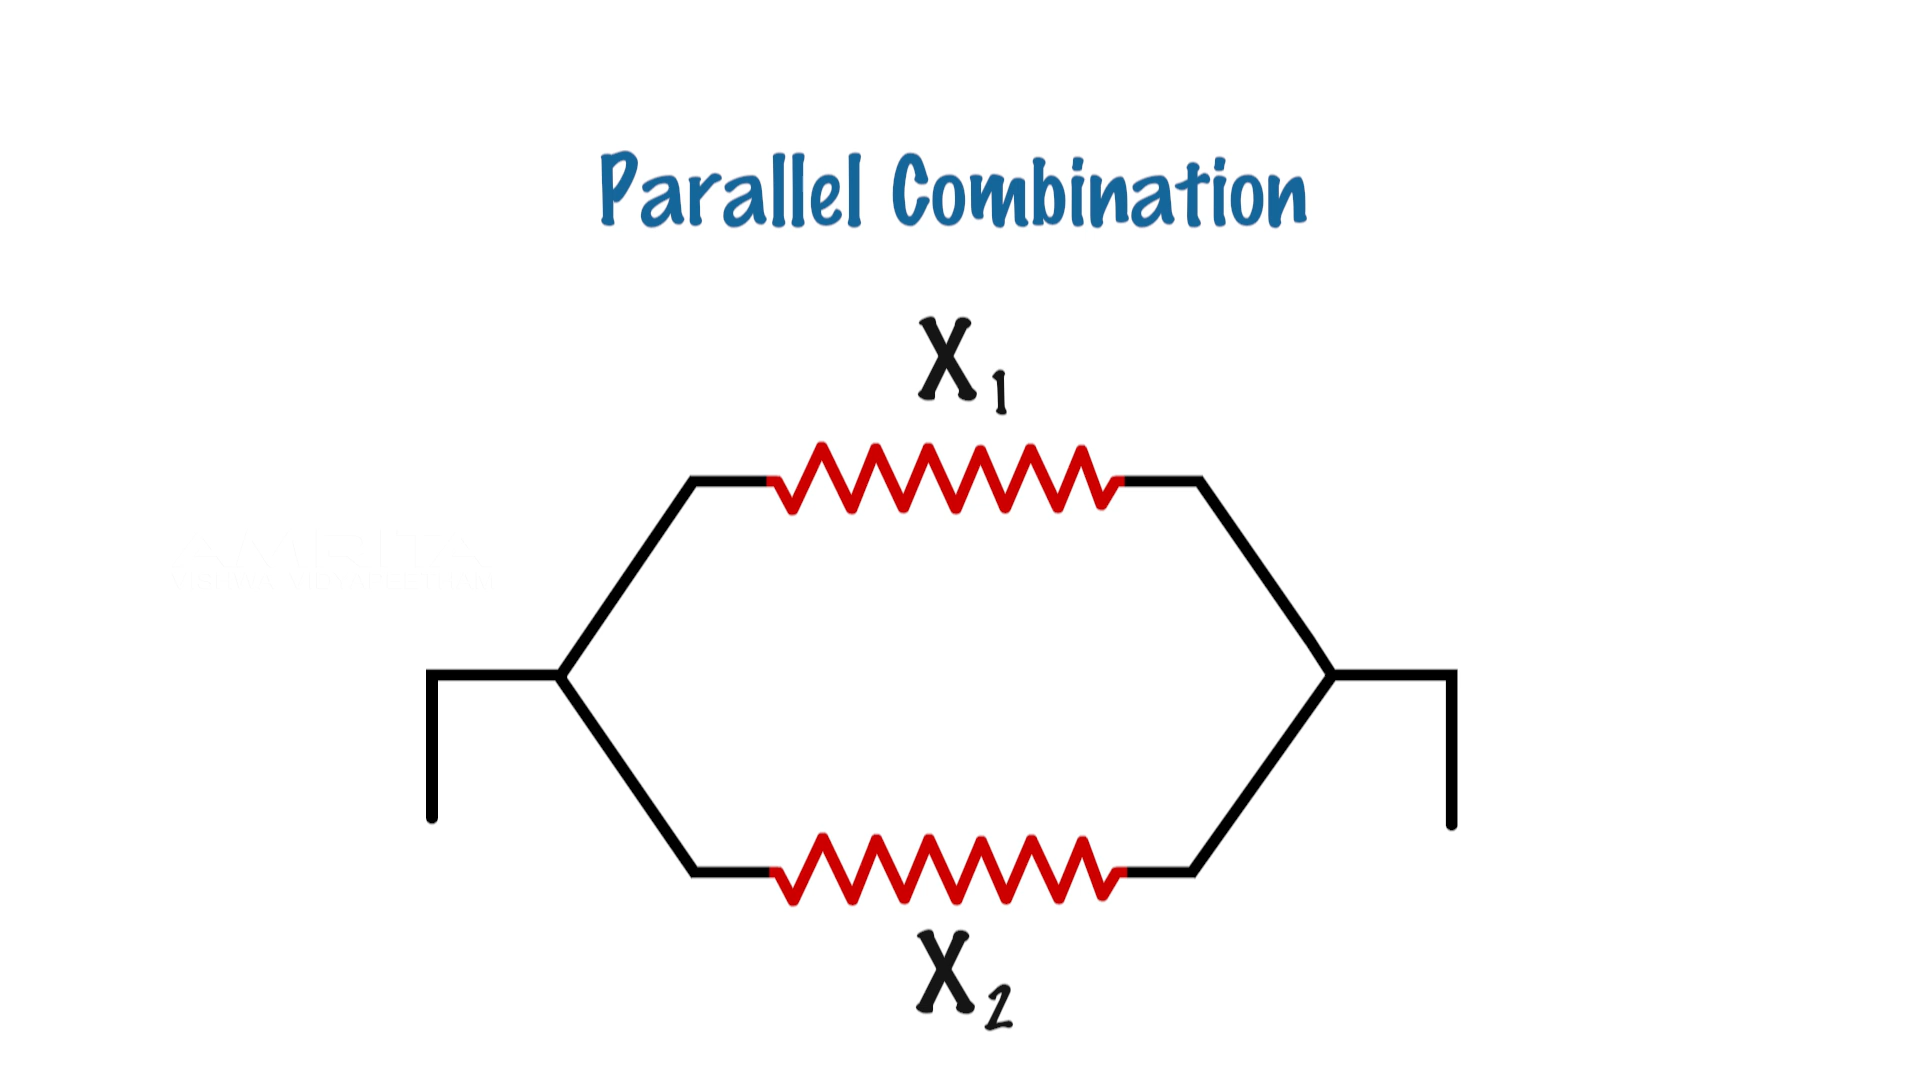 Parallel Combination
X₁
X₂